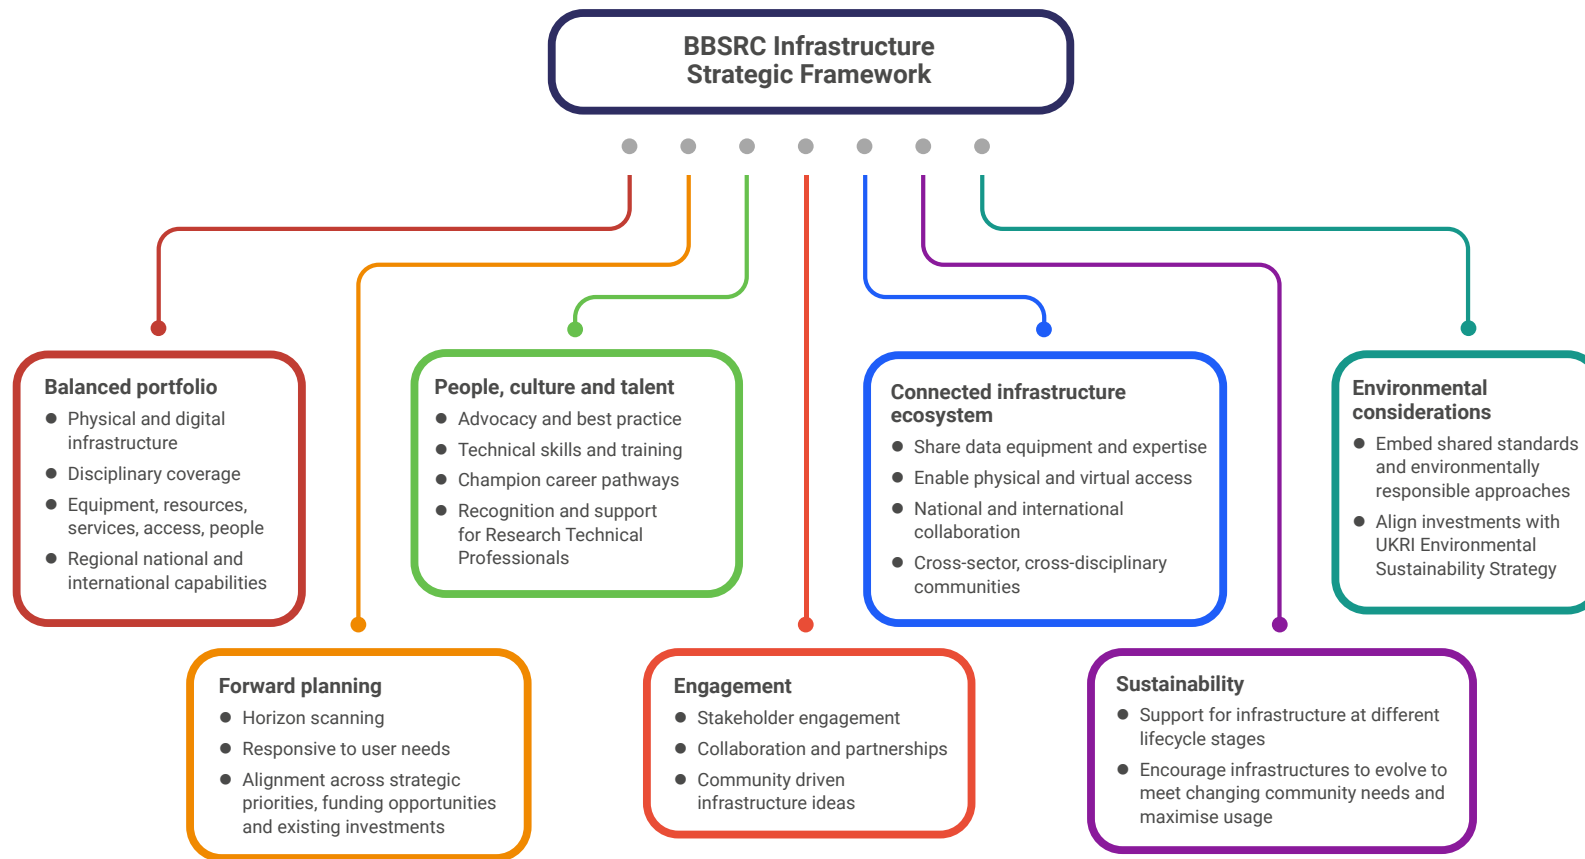 BBSRC Infrastructure
Strategic Framework
Balanced portfolio
● Physical and digital
infrastructure
● Disciplinary coverage
● Equipment, resources,
services, access, people
● Regional national and
international capabilities
People, culture and talent
● Advocacy and best practice
● Technical skills and training
● Champion career pathways
● Recognition and support
for Research Technical
Professionals
Connected infrastructure
ecosystem
● Share data equipment and expertise
● Enable physical and virtual access
● National and international
collaboration
● Cross-sector, cross-disciplinary
communities
Environmental
considerations
● Embed shared standards
and environmentally
responsible approaches
● Align investments with
UKRI Environmental
Sustainability Strategy
Forward planning
● Horizon scanning
● Responsive to user needs
● Alignment across strategic
priorities, funding opportunities
and existing investments
Engagement
● Stakeholder engagement
● Collaboration and partnerships
● Community driven
infrastructure ideas
Sustainability
● Support for infrastructure at different
lifecycle stages
● Encourage infrastructures to evolve to
meet changing community needs and
maximise usage